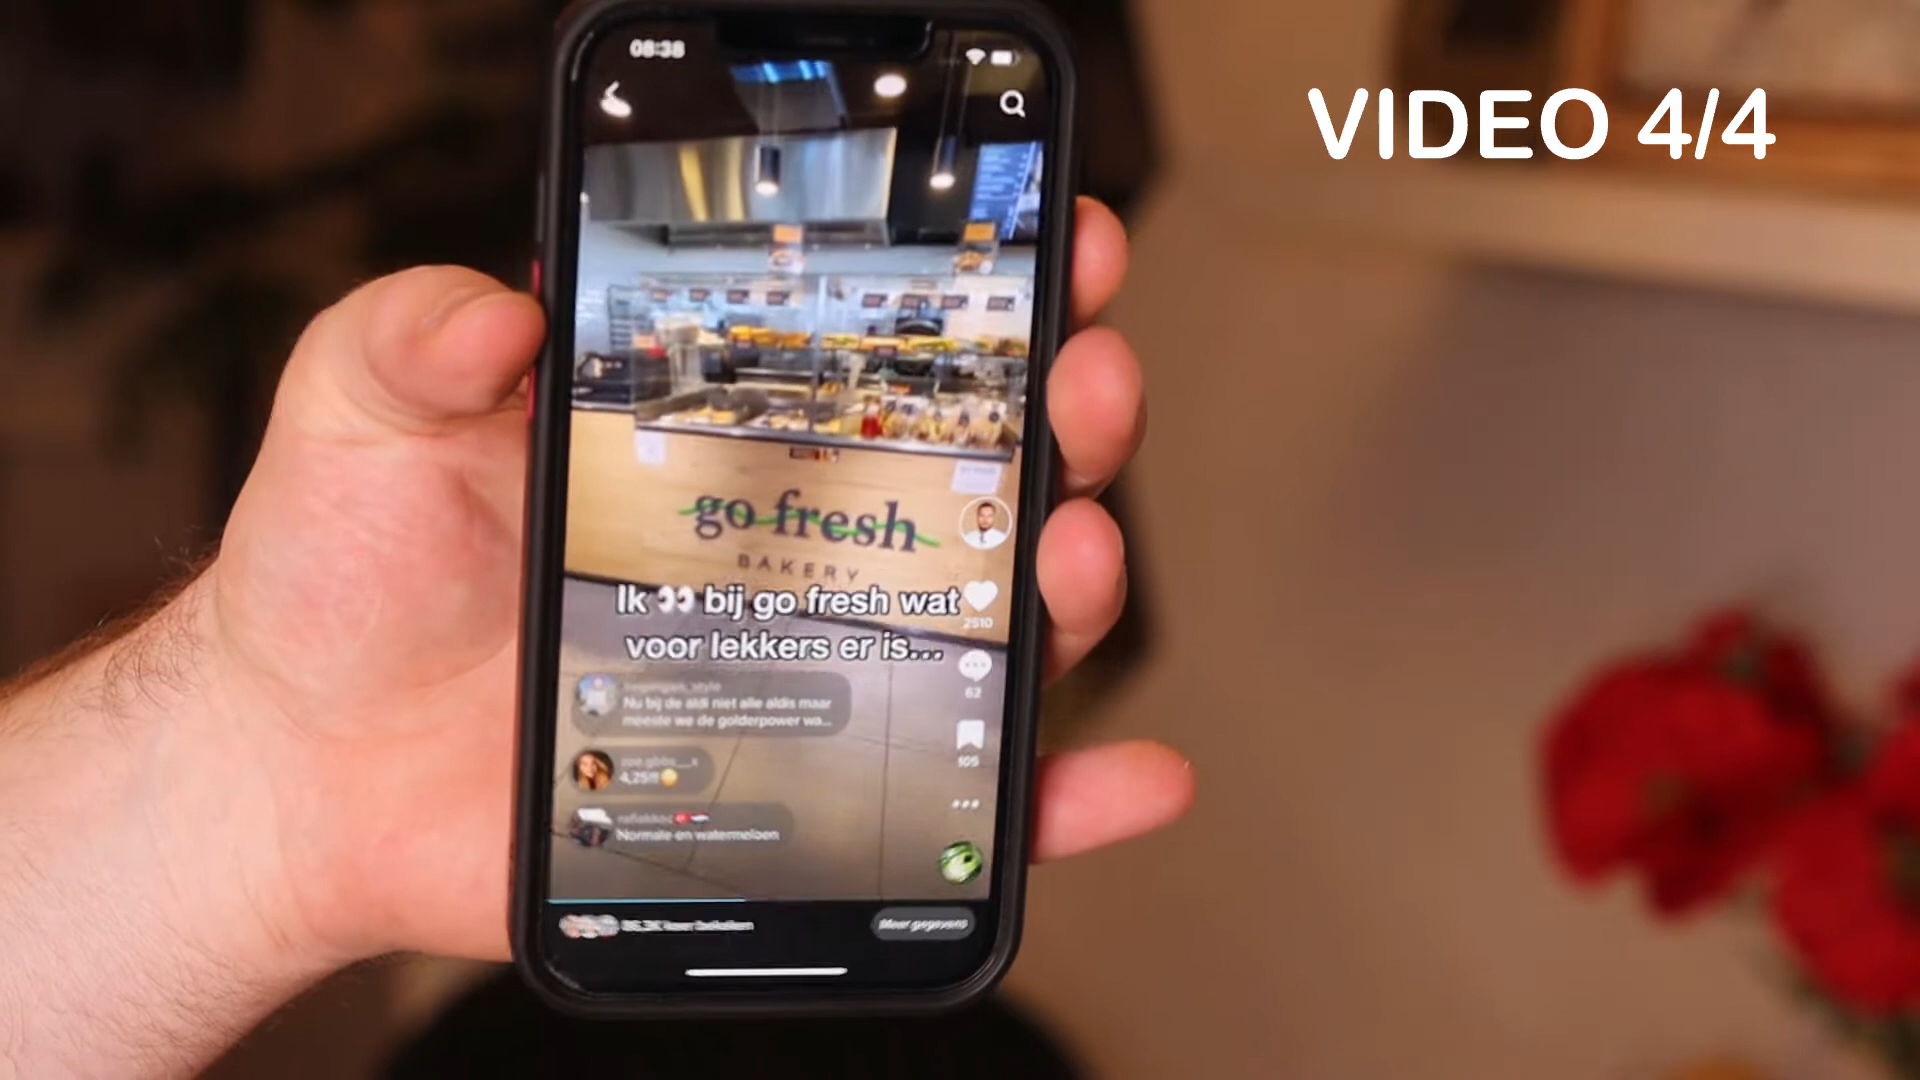 VIDEO 4/4
08:38
go fresh
BAKERY
Ik 👀 bij go fresh wat
voor lekkers er is...
2510
62
105
Nu bij de aldi niet alle aldis maar
meeste we de golderpower wa...
4,25!!!
Normale en watermeloen
Meer gegevens